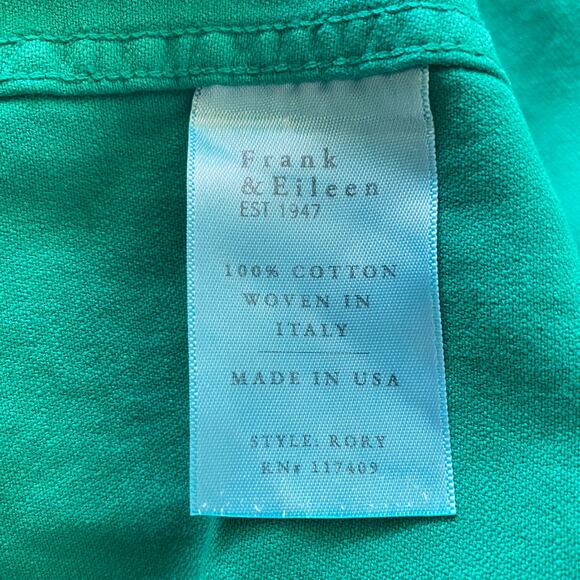 Frank
& Eileen
EST 1947
100% COTTON
WOVEN IN
ITALY
MADE IN USA
STYLE: RORY
RN# 117409